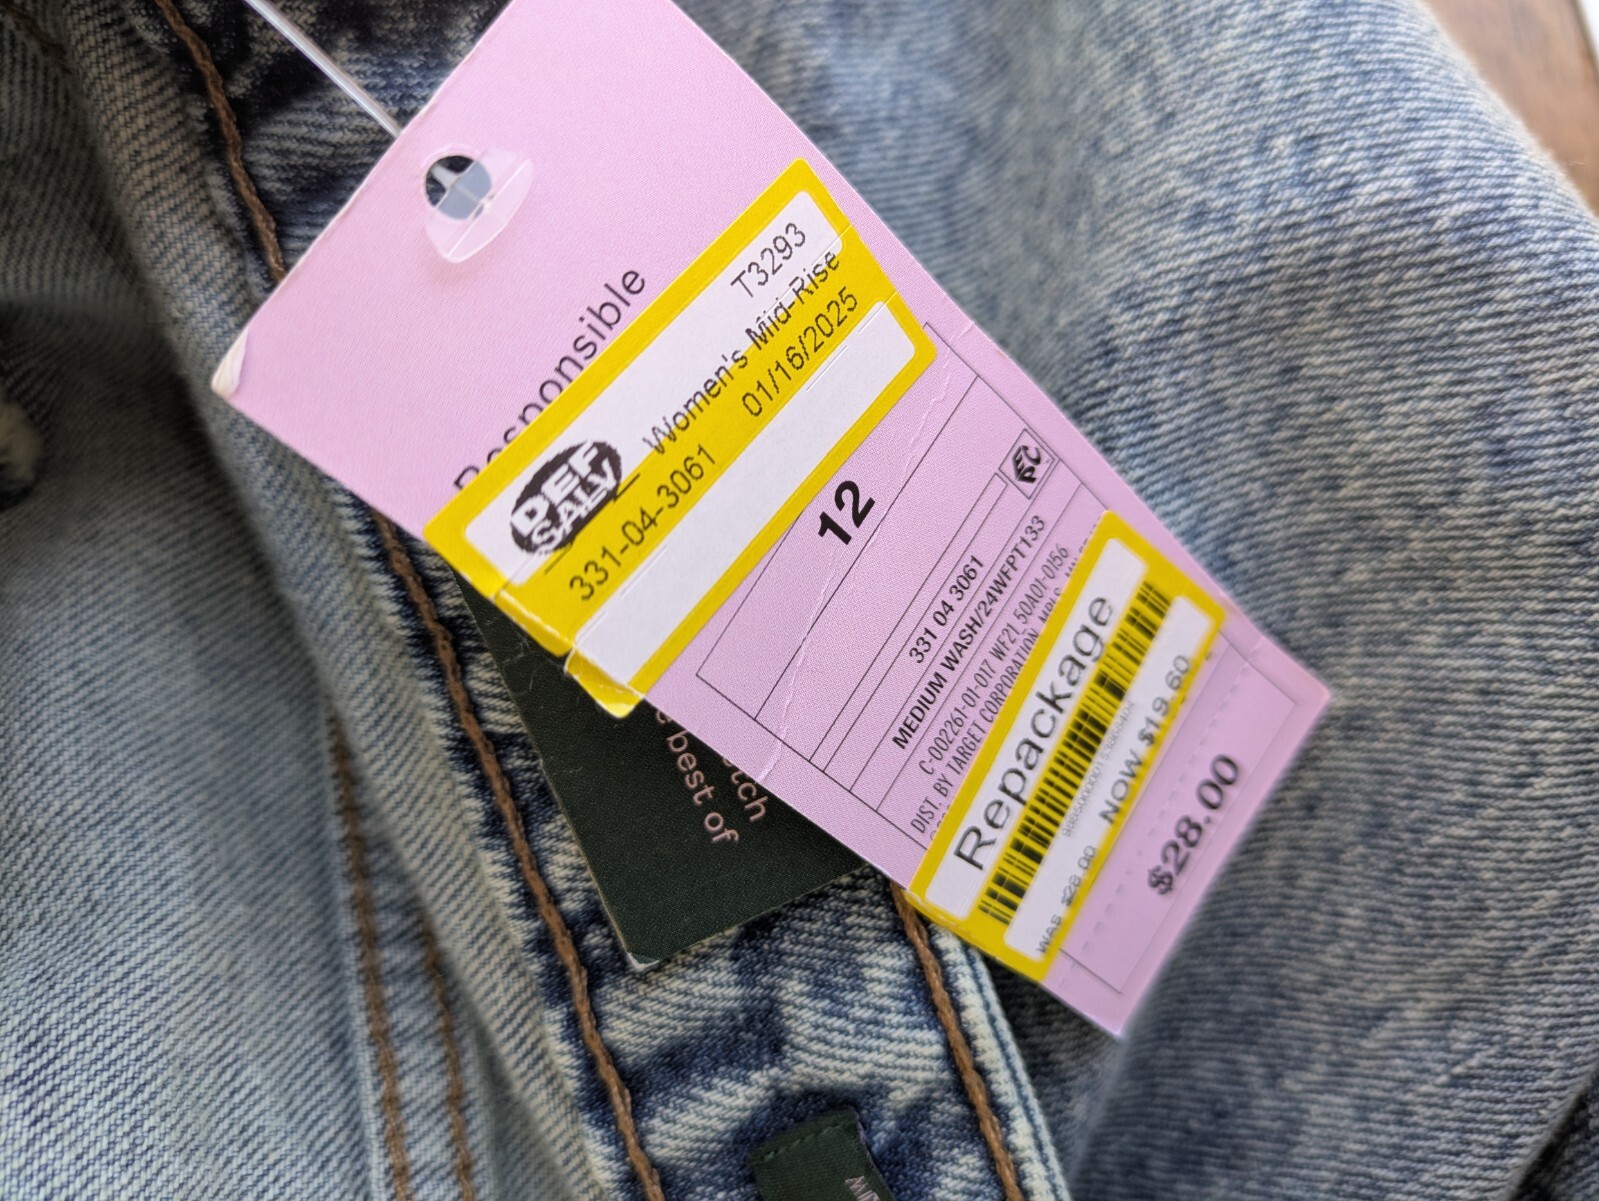 Responsible
T3293
DEF
SALV
Women's Mid-Rise
331-04-3061 01/16/2025
12
331 04 3061
MEDIUM WASH/24WFPT133
C-002261-01-017 WF21 50A01-0156
DIST. BY TARGET CORPORATION, MPLS,
Repackage
WAS $28.00 NOW $19.60
$28.00
best of